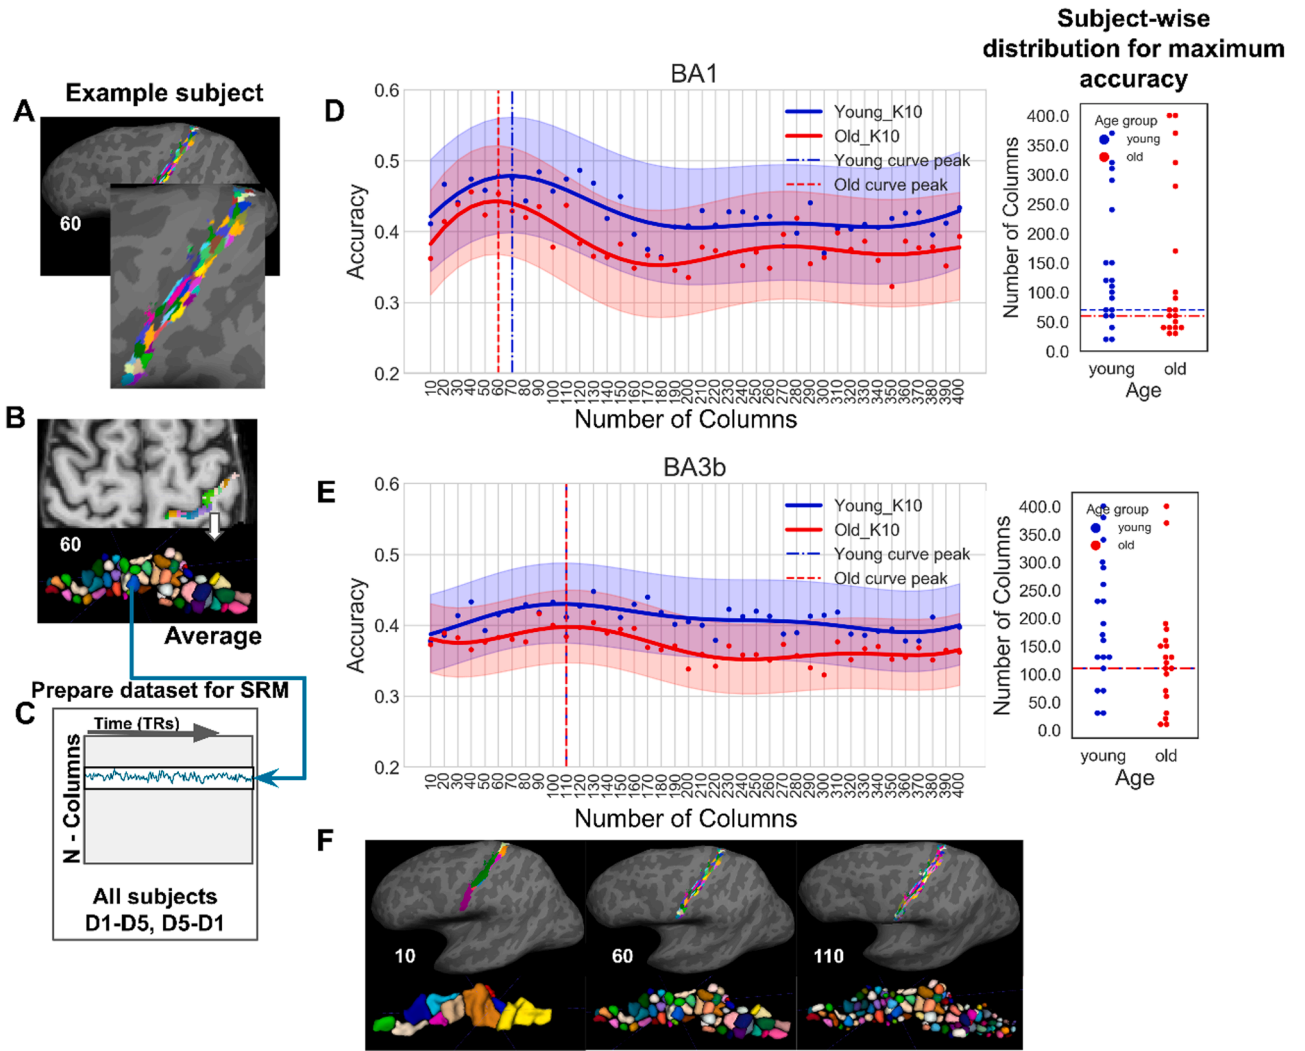 Subject-wise
distribution for maximum
accuracy
Example subject
A
60
B
60
Average
Prepare dataset for SRM
C
Time (TRs)
N - Columns
All subjects
D1-D5, D5-D1
D
BA1
0.6
0.5
0.4
0.3
0.2
Accuracy
Young_K10
Old_K10
Young curve peak
Old curve peak
10 20 30 40 50 60 70 80 90 100 110 120 130 140 150 160 170 180 190 200 210 220 230 240 250 260 270 280 290 300 310 320 330 340 350 360 370 380 390 400
Number of Columns
400.0
350.0
300.0
250.0
200.0
150.0
100.0
50.0
0.0
Number of Columns
Age group
young
old
young old
Age
E
BA3b
0.6
0.5
0.4
0.3
0.2
Accuracy
Young_K10
Old_K10
Young curve peak
Old curve peak
10 20 30 40 50 60 70 80 90 100 110 120 130 140 150 160 170 180 190 200 210 220 230 240 250 260 270 280 290 300 310 320 330 340 350 360 370 380 390 400
Number of Columns
400.0
350.0
300.0
250.0
200.0
150.0
100.0
50.0
0.0
Number of Columns
Age group
young
old
young old
Age
F
10
60
110